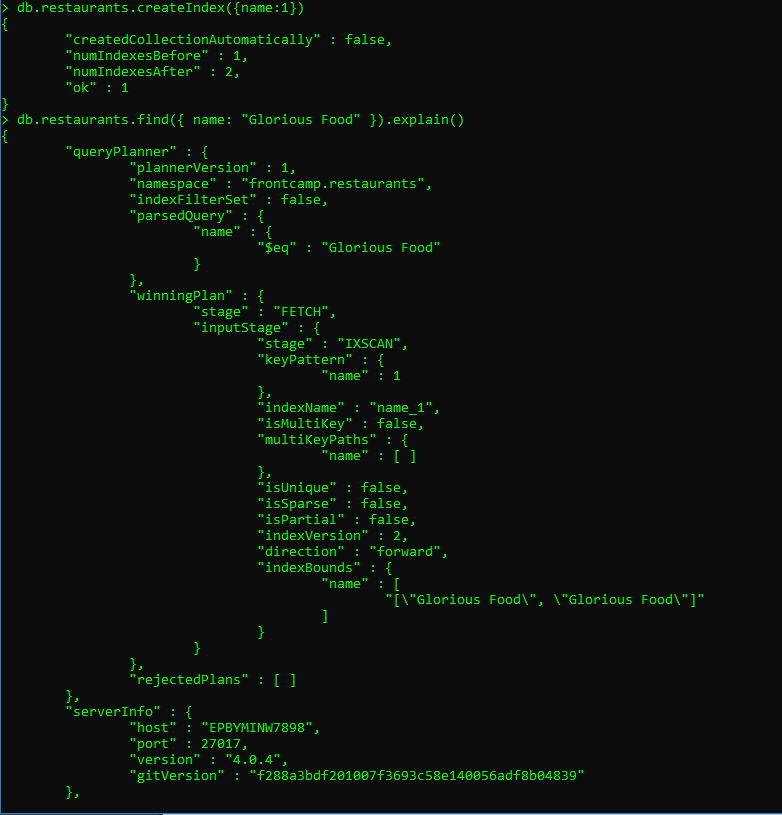 > db.restaurants.createIndex({name:1})
{
        "createdCollectionAutomatically" : false,
        "numIndexesBefore" : 1,
        "numIndexesAfter" : 2,
        "ok" : 1
}
> db.restaurants.find({ name: "Glorious Food" }).explain()
{
        "queryPlanner" : {
                "plannerVersion" : 1,
                "namespace" : "frontcamp.restaurants",
                "indexFilterSet" : false,
                "parsedQuery" : {
                        "name" : {
                                "$eq" : "Glorious Food"
                        }
                },
                "winningPlan" : {
                        "stage" : "FETCH",
                        "inputStage" : {
                                "stage" : "IXSCAN",
                                "keyPattern" : {
                                        "name" : 1
                                },
                                "indexName" : "name_1",
                                "isMultiKey" : false,
                                "multiKeyPaths" : {
                                        "name" : [ ]
                                },
                                "isUnique" : false,
                                "isSparse" : false,
                                "isPartial" : false,
                                "indexVersion" : 2,
                                "direction" : "forward",
                                "indexBounds" : {
                                        "name" : [
                                                "[\"Glorious Food\", \"Glorious Food\"]"
                                        ]
                                }
                        }
                },
                "rejectedPlans" : [ ]
        },
        "serverInfo" : {
                "host" : "EPBYMINW7898",
                "port" : 27017,
                "version" : "4.0.4",
                "gitVersion" : "f288a3bdf201007f3693c58e140056adf8b04839"
        },